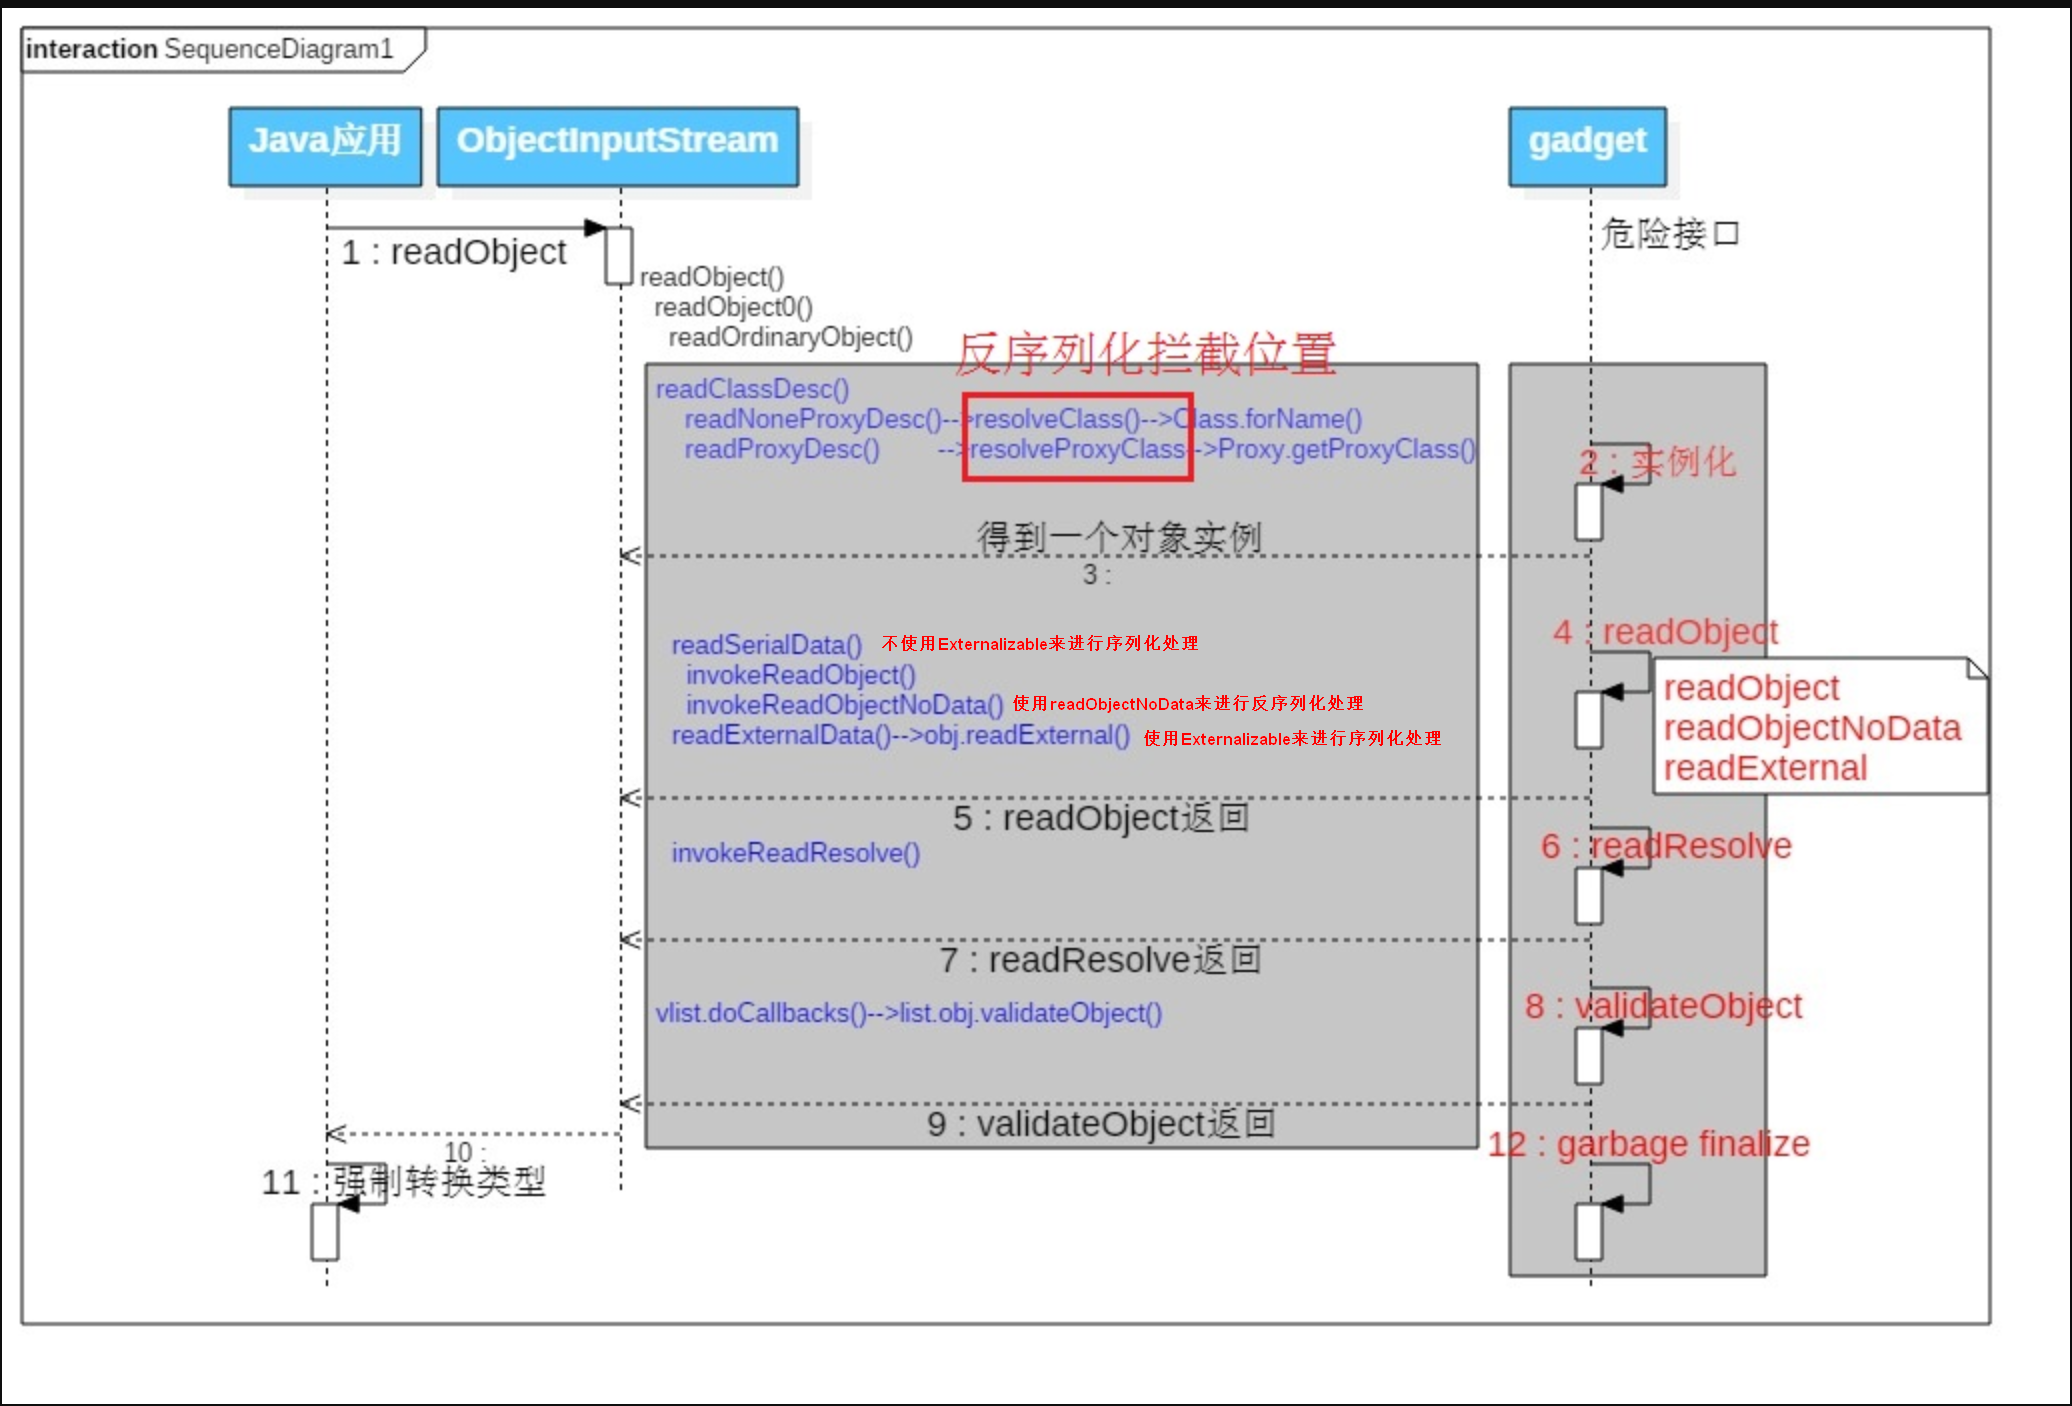 interaction SequenceDiagram1
Java应用
ObjectInputStream
gadget
危险接口
1 : readObject
readObject()
readObject0()
readOrdinaryObject()
反序列化拦截位置
readClassDesc()
readNoneProxyDesc()-->resolveClass()-->Class.forName()
readProxyDesc() -->resolveProxyClass-->Proxy.getProxyClass()
2 : 实例化
得到一个对象实例
3 :
4 : readObject
readSerialData() 不使用Externalizable来进行序列化处理
invokeReadObject()
invokeReadObjectNoData() 使用readObjectNoData来进行反序列化处理
readExternalData()-->obj.readExternal() 使用Externalizable来进行序列化处理
readObject
readObjectNoData
readExternal
5 : readObject返回
invokeReadResolve()
6 : readResolve
7 : readResolve返回
vlist.doCallbacks()-->list.obj.validateObject()
8 : validateObject
9 : validateObject返回
10 :
11 : 强制转换类型
12 : garbage finalize